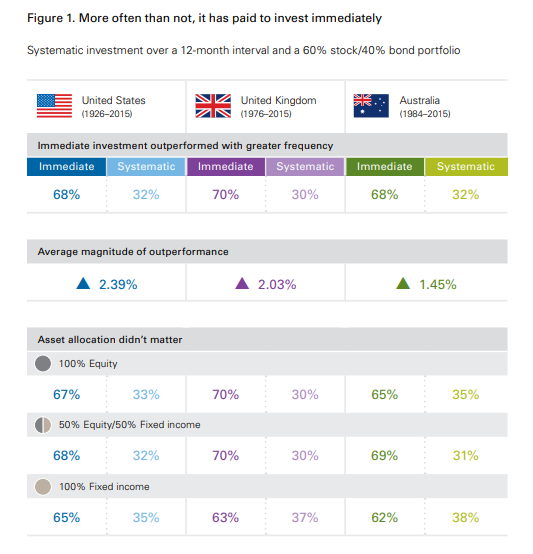 Figure 1. More often than not, it has paid to invest immediately
Systematic investment over a 12-month interval and a 60% stock/40% bond portfolio
United States
(1926–2015)
United Kingdom
(1976–2015)
Australia
(1984–2015)
Immediate investment outperformed with greater frequency
Immediate Systematic Immediate Systematic Immediate Systematic
68% 32% 70% 30% 68% 32%
Average magnitude of outperformance
▲ 2.39% ▲ 2.03% ▲ 1.45%
Asset allocation didn’t matter
100% Equity
67% 33% 70% 30% 65% 35%
50% Equity/50% Fixed income
68% 32% 70% 30% 69% 31%
100% Fixed income
65% 35% 63% 37% 62% 38%